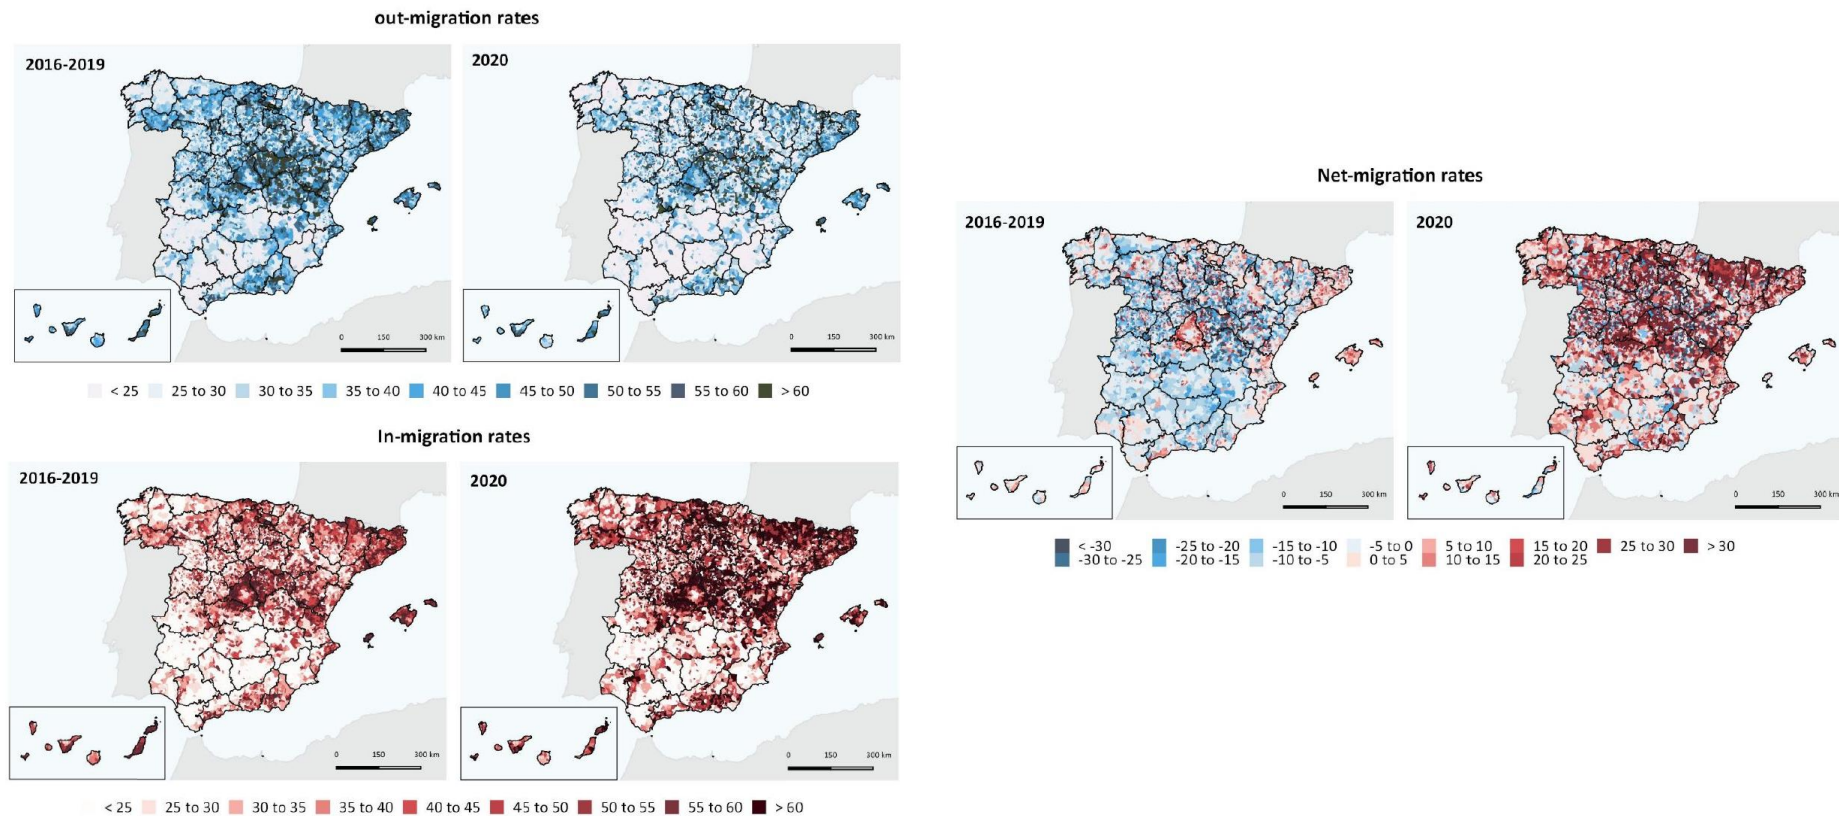 out-migration rates
2016-2019
2020
0 150 300 km
0 150 300 km
< 25 25 to 30 30 to 35 35 to 40 40 to 45 45 to 50 50 to 55 55 to 60 > 60
In-migration rates
2016-2019
2020
0 150 300 km
0 150 300 km
< 25 25 to 30 30 to 35 35 to 40 40 to 45 45 to 50 50 to 55 55 to 60 > 60
Net-migration rates
2016-2019
2020
0 150 300 km
0 150 300 km
< -30 -25 to -20 -15 to -10 -5 to 0 5 to 10 15 to 20 25 to 30 > 30
-30 to -25 -20 to -15 -10 to -5 0 to 5 10 to 15 20 to 25